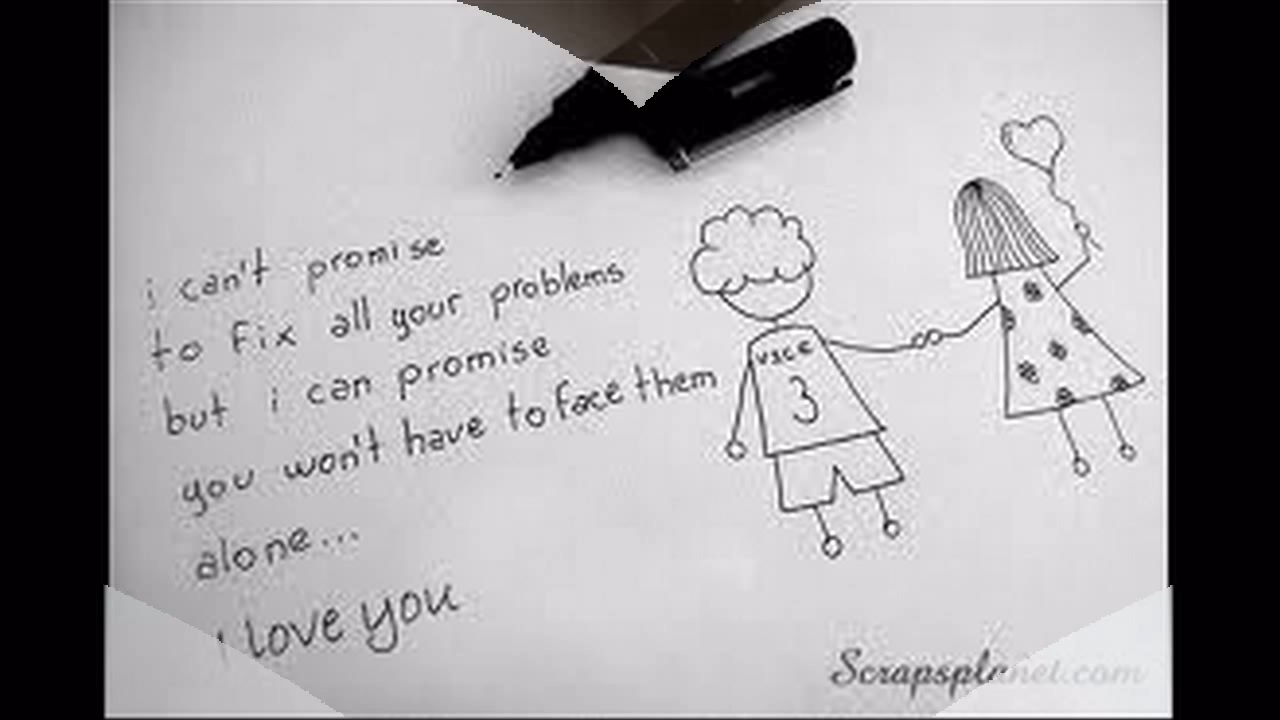 i can't promise
to fix all your problems
but i can promise
you won't have to face them
alone...
I love you
VICE
3
Scrapsplanet.com